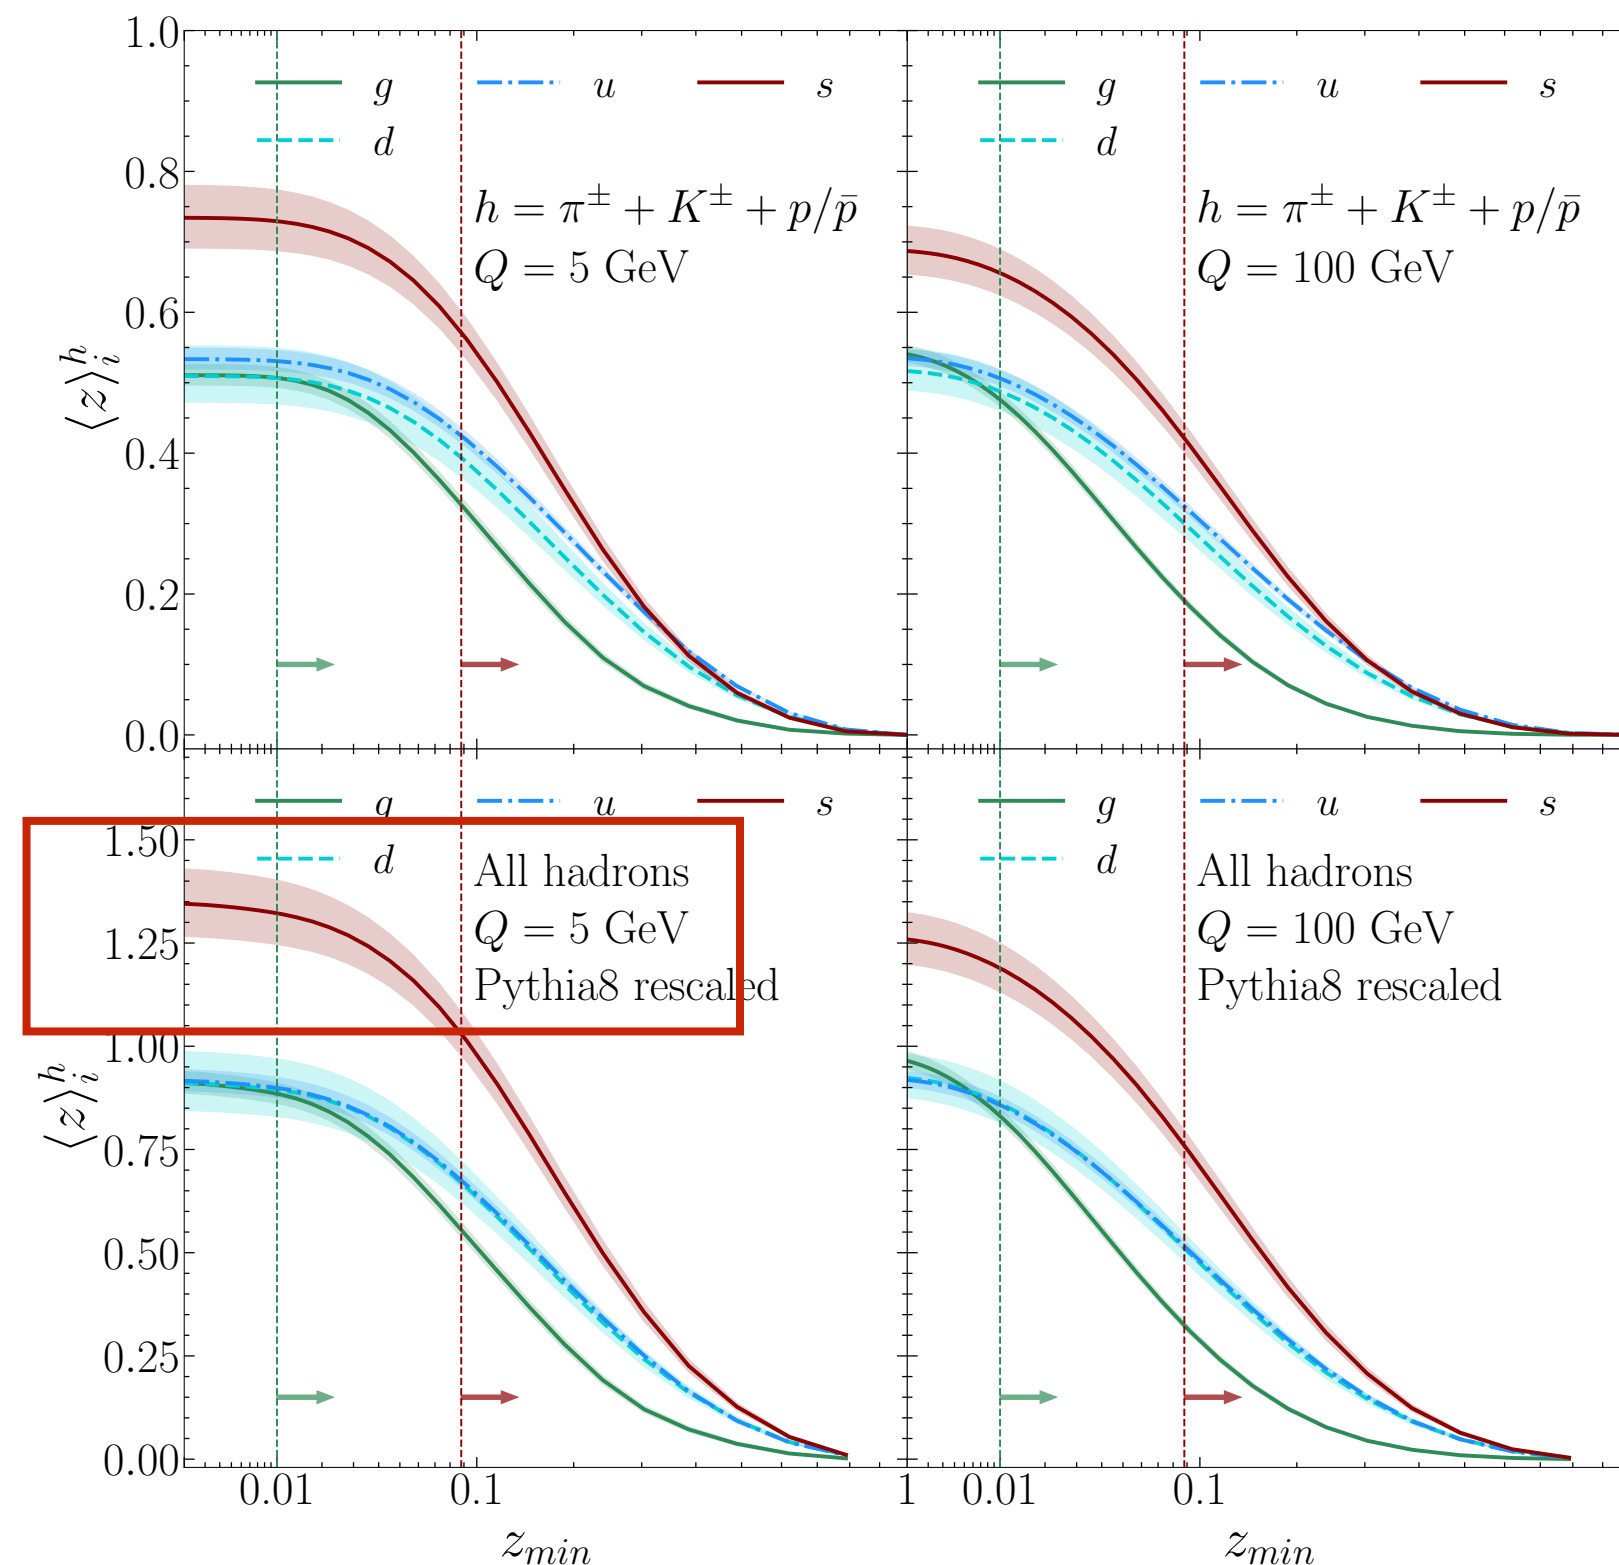 1.0
g u s
d
0.8
h = π± + K± + p/p̄
Q = 5 GeV
0.6
⟨z⟩ᵢʰ
0.4
0.2
0.0
g u s
d
h = π± + K± + p/p̄
Q = 100 GeV
g u s
1.50
d
All hadrons
Q = 5 GeV
1.25
Pythia8 rescaled
1.00
⟨z⟩ᵢʰ
0.75
0.50
0.25
0.00
0.01 0.1 1
z_min
g u s
d
All hadrons
Q = 100 GeV
Pythia8 rescaled
0.01 0.1
z_min